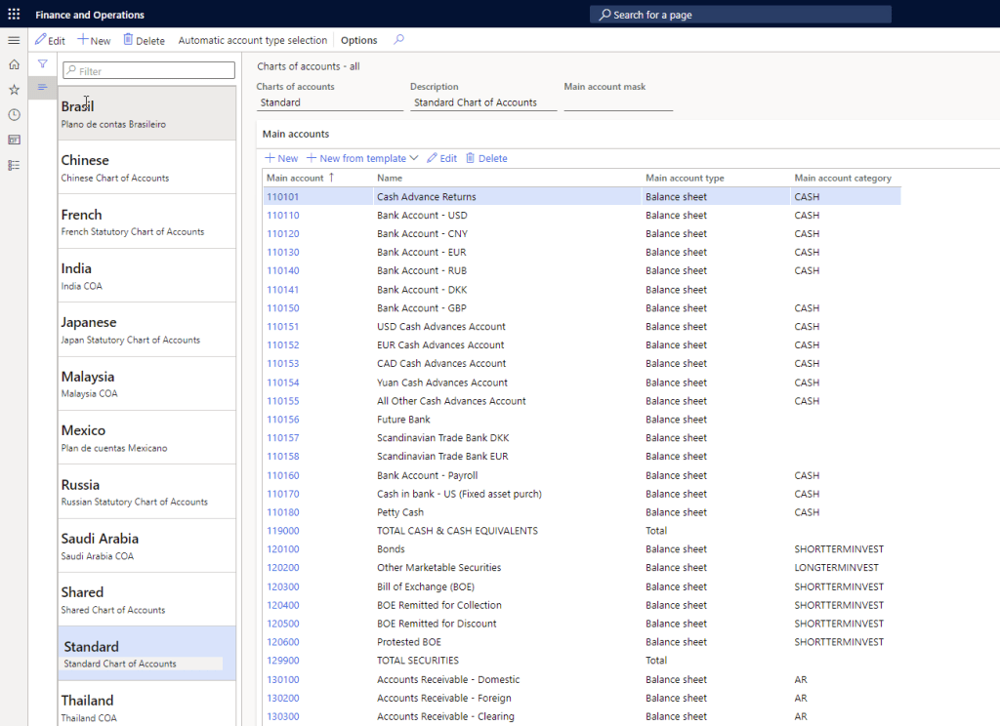 Finance and Operations
Search for a page
Edit New Delete Automatic account type selection Options
Filter
Brasil
Plano de contas Brasileiro
Chinese
Chinese Chart of Accounts
French
French Statutory Chart of Accounts
India
India COA
Japanese
Japan Statutory Chart of Accounts
Malaysia
Malaysia COA
Mexico
Plan de cuentas Mexicano
Russia
Russian Statutory Chart of Accounts
Saudi Arabia
Saudi Arabia COA
Shared
Shared Chart of Accounts
Standard
Standard Chart of Accounts
Thailand
Thailand COA
Charts of accounts - all
Charts of accounts Description Main account mask
Standard Standard Chart of Accounts
Main accounts
New New from template Edit Delete
Main account ↑ Name Main account type Main account category
110101 Cash Advance Returns Balance sheet CASH
110110 Bank Account - USD Balance sheet CASH
110120 Bank Account - CNY Balance sheet CASH
110130 Bank Account - EUR Balance sheet CASH
110140 Bank Account - RUB Balance sheet CASH
110141 Bank Account - DKK Balance sheet
110150 Bank Account - GBP Balance sheet CASH
110151 USD Cash Advances Account Balance sheet CASH
110152 EUR Cash Advances Account Balance sheet CASH
110153 CAD Cash Advances Account Balance sheet CASH
110154 Yuan Cash Advances Account Balance sheet CASH
110155 All Other Cash Advances Account Balance sheet CASH
110156 Future Bank Balance sheet
110157 Scandinavian Trade Bank DKK Balance sheet
110158 Scandinavian Trade Bank EUR Balance sheet
110160 Bank Account - Payroll Balance sheet CASH
110170 Cash in bank - US (Fixed asset purch) Balance sheet CASH
110180 Petty Cash Balance sheet CASH
119000 TOTAL CASH & CASH EQUIVALENTS Total
120100 Bonds Balance sheet SHORTTERMINVEST
120200 Other Marketable Securities Balance sheet LONGTERMINVEST
120300 Bill of Exchange (BOE) Balance sheet SHORTTERMINVEST
120400 BOE Remitted for Collection Balance sheet SHORTTERMINVEST
120500 BOE Remitted for Discount Balance sheet SHORTTERMINVEST
120600 Protested BOE Balance sheet SHORTTERMINVEST
129900 TOTAL SECURITIES Total
130100 Accounts Receivable - Domestic Balance sheet AR
130200 Accounts Receivable - Foreign Balance sheet AR
130300 Accounts Receivable - Clearing Balance sheet AR